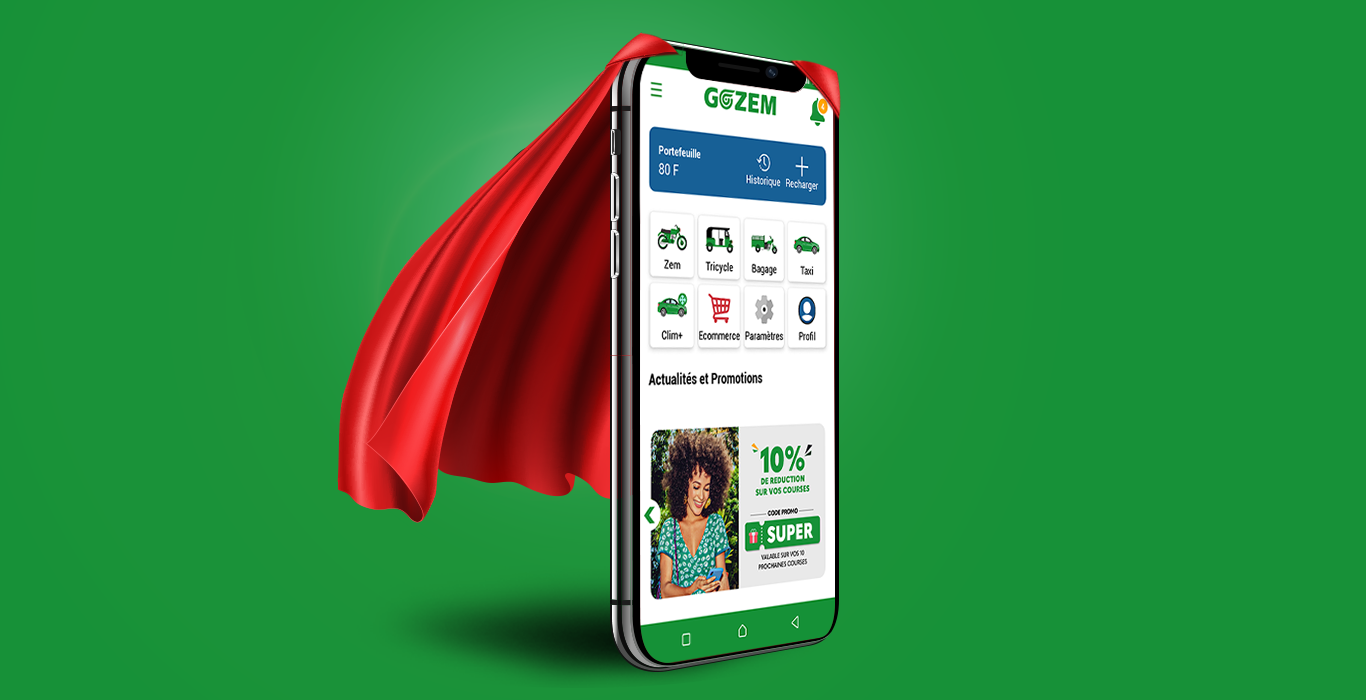 GOZEM
Portefeuille
80 F
Historique
Recharger
Zem
Tricycle
Bagage
Taxi
Clim+
Ecommerce
Paramètres
Profil
Actualités et Promotions
10%
DE REDUCTION
SUR VOS COURSES
CODE PROMO
SUPER
VALABLE SUR VOS 10
PROCHAINES COURSES